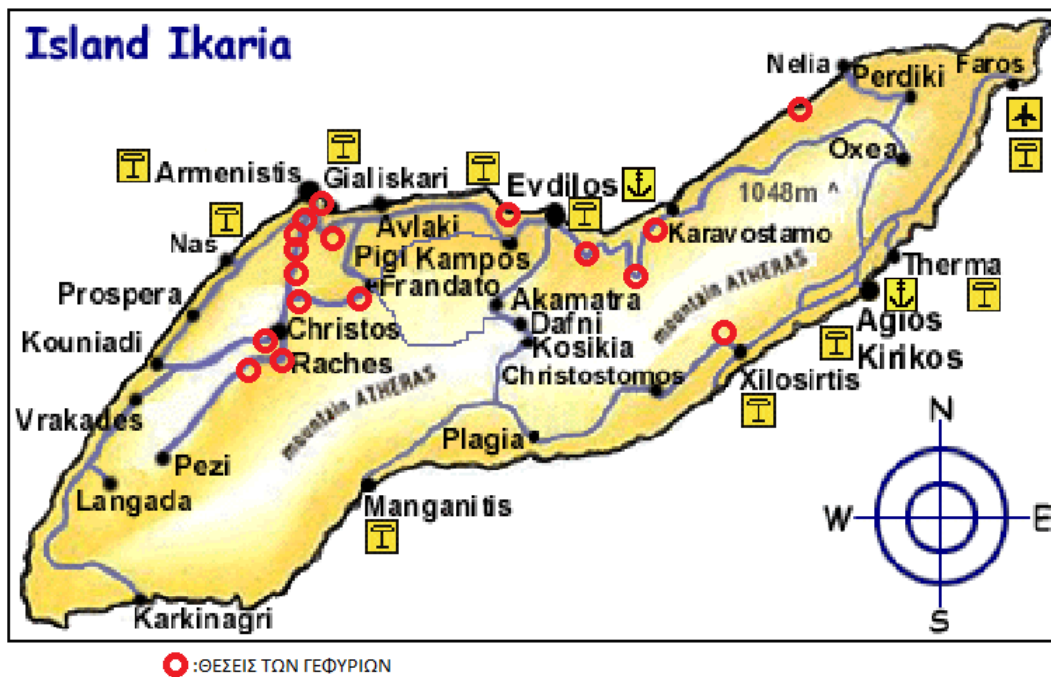 Island Ikaria
Nelia
Perdiki
Faros
Armenistis
Gialiskari
Evdilos
Oxea
1048m ^
Nas
Avlaki
Karavostamo
Pigi
Kampos
Therma
Prospera
Frandato
mountain ATHERAS
Akamatra
Agios
Kirikos
Christos
Dafni
Kouniadi
Kosikia
Raches
Christostomos
Xilosirtis
mountain ATHERAS
Vrakades
N
Plagia
Pezi
Langada
Manganitis
W
E
Karkinagri
S
:ΘΕΣΕΙΣ ΤΩΝ ΓΕΦΥΡΙΩΝ